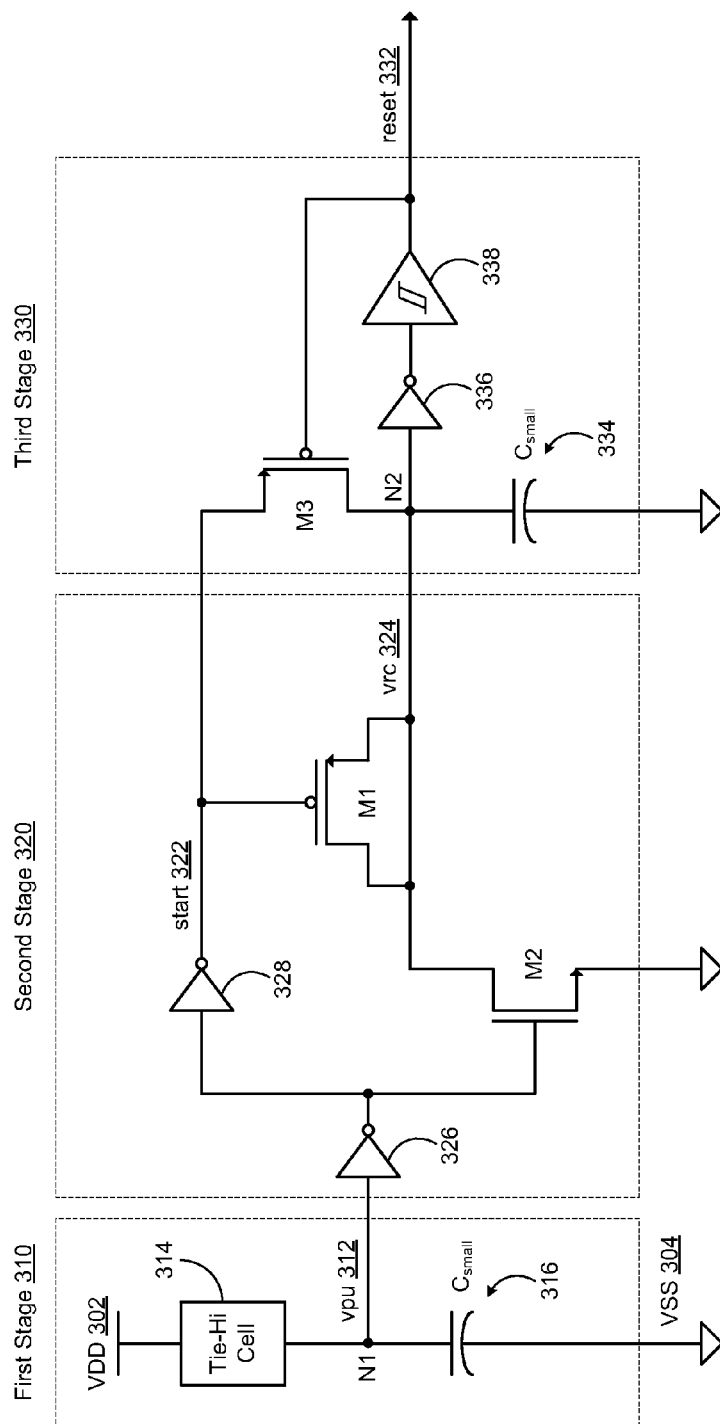 First Stage 310
VDD 302
314
Tie-Hi
Cell
vpu 312
N1
Csmall
316
VSS 304
Second Stage 320
326
328
start 322
M1
M2
vrc 324
Third Stage 330
M3
N2
Csmall
334
336
338
reset 332